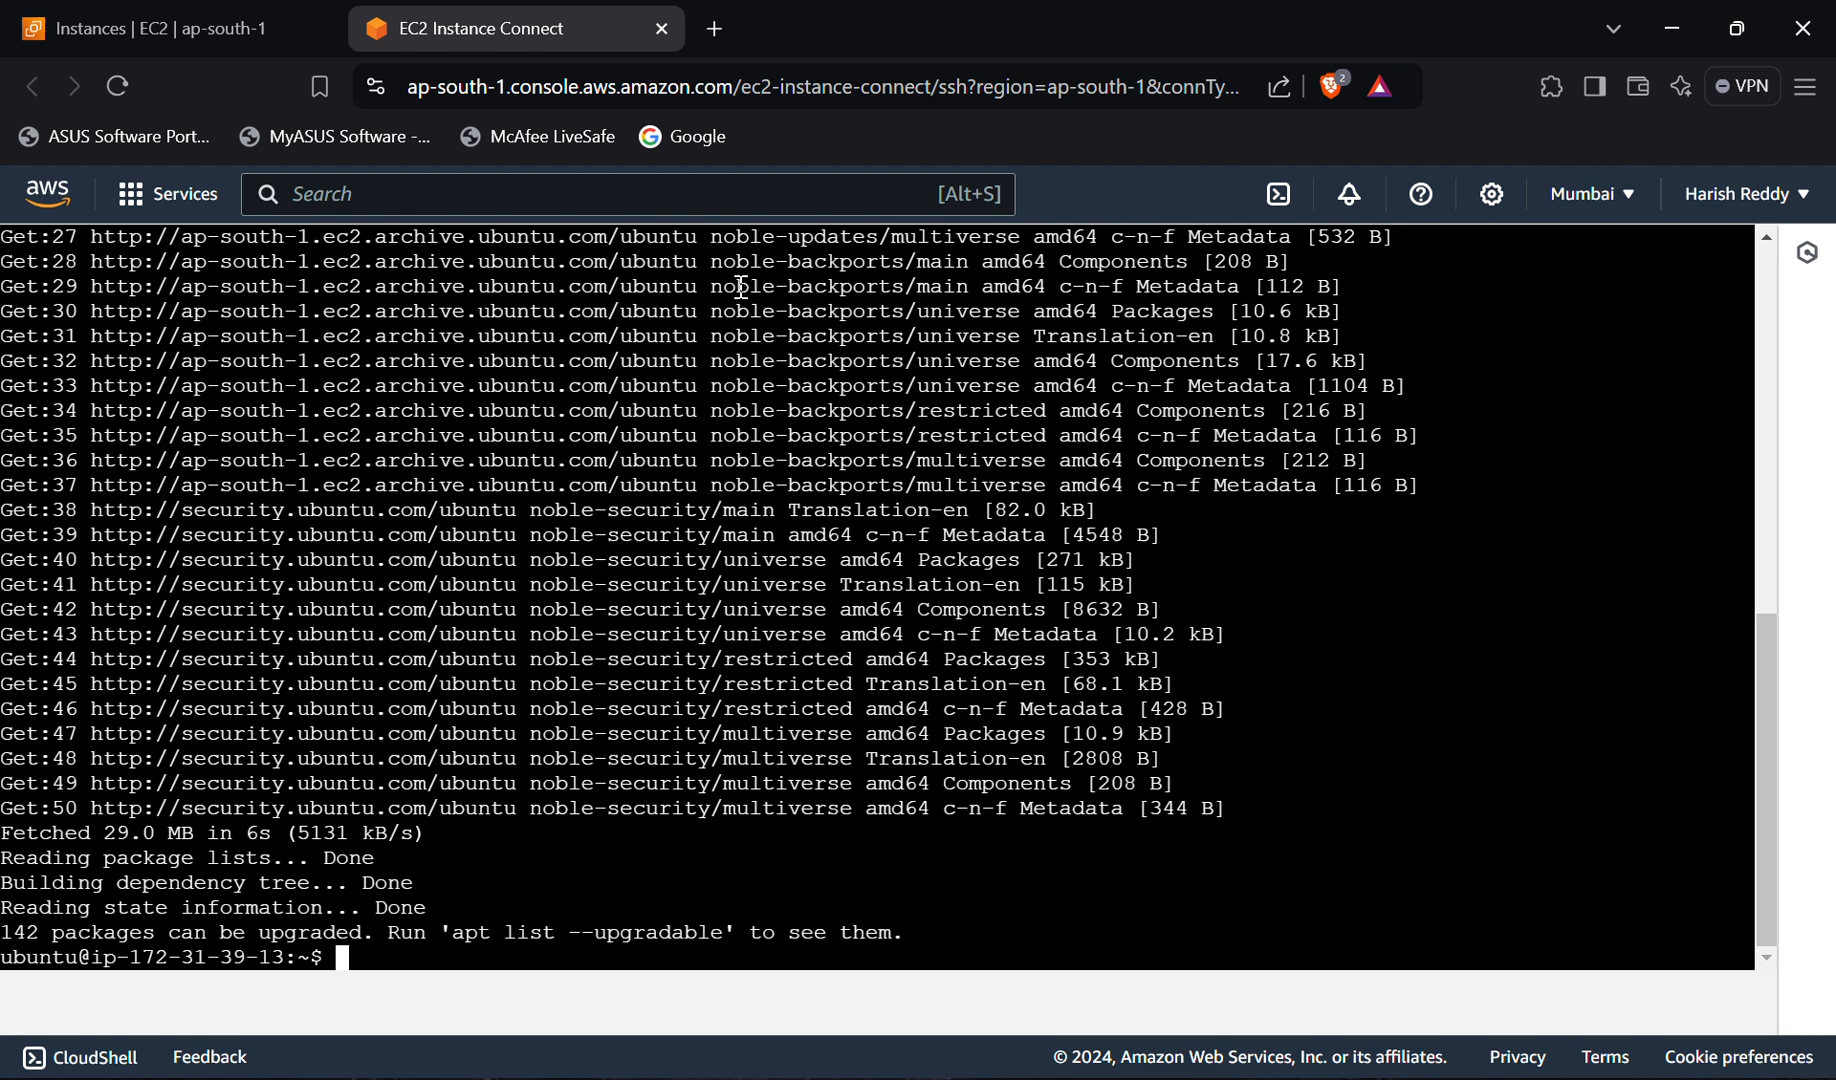 Instances | EC2 | ap-south-1
EC2 Instance Connect
ap-south-1.console.aws.amazon.com/ec2-instance-connect/ssh?region=ap-south-1&connTy...
2
VPN
ASUS Software Port...
MyASUS Software -...
McAfee LiveSafe
Google
aws
Services
Search
[Alt+S]
Mumbai
Harish Reddy
Get:27 http://ap-south-1.ec2.archive.ubuntu.com/ubuntu noble-updates/multiverse amd64 c-n-f Metadata [532 B]
Get:28 http://ap-south-1.ec2.archive.ubuntu.com/ubuntu noble-backports/main amd64 Components [208 B]
Get:29 http://ap-south-1.ec2.archive.ubuntu.com/ubuntu noble-backports/main amd64 c-n-f Metadata [112 B]
Get:30 http://ap-south-1.ec2.archive.ubuntu.com/ubuntu noble-backports/universe amd64 Packages [10.6 kB]
Get:31 http://ap-south-1.ec2.archive.ubuntu.com/ubuntu noble-backports/universe Translation-en [10.8 kB]
Get:32 http://ap-south-1.ec2.archive.ubuntu.com/ubuntu noble-backports/universe amd64 Components [17.6 kB]
Get:33 http://ap-south-1.ec2.archive.ubuntu.com/ubuntu noble-backports/universe amd64 c-n-f Metadata [1104 B]
Get:34 http://ap-south-1.ec2.archive.ubuntu.com/ubuntu noble-backports/restricted amd64 Components [216 B]
Get:35 http://ap-south-1.ec2.archive.ubuntu.com/ubuntu noble-backports/restricted amd64 c-n-f Metadata [116 B]
Get:36 http://ap-south-1.ec2.archive.ubuntu.com/ubuntu noble-backports/multiverse amd64 Components [212 B]
Get:37 http://ap-south-1.ec2.archive.ubuntu.com/ubuntu noble-backports/multiverse amd64 c-n-f Metadata [116 B]
Get:38 http://security.ubuntu.com/ubuntu noble-security/main Translation-en [82.0 kB]
Get:39 http://security.ubuntu.com/ubuntu noble-security/main amd64 c-n-f Metadata [4548 B]
Get:40 http://security.ubuntu.com/ubuntu noble-security/universe amd64 Packages [271 kB]
Get:41 http://security.ubuntu.com/ubuntu noble-security/universe Translation-en [115 kB]
Get:42 http://security.ubuntu.com/ubuntu noble-security/universe amd64 Components [8632 B]
Get:43 http://security.ubuntu.com/ubuntu noble-security/universe amd64 c-n-f Metadata [10.2 kB]
Get:44 http://security.ubuntu.com/ubuntu noble-security/restricted amd64 Packages [353 kB]
Get:45 http://security.ubuntu.com/ubuntu noble-security/restricted Translation-en [68.1 kB]
Get:46 http://security.ubuntu.com/ubuntu noble-security/restricted amd64 c-n-f Metadata [428 B]
Get:47 http://security.ubuntu.com/ubuntu noble-security/multiverse amd64 Packages [10.9 kB]
Get:48 http://security.ubuntu.com/ubuntu noble-security/multiverse Translation-en [2808 B]
Get:49 http://security.ubuntu.com/ubuntu noble-security/multiverse amd64 Components [208 B]
Get:50 http://security.ubuntu.com/ubuntu noble-security/multiverse amd64 c-n-f Metadata [344 B]
Fetched 29.0 MB in 6s (5131 kB/s)
Reading package lists... Done
Building dependency tree... Done
Reading state information... Done
142 packages can be upgraded. Run 'apt list --upgradable' to see them.
ubuntu@ip-172-31-39-13:~$
CloudShell
Feedback
© 2024, Amazon Web Services, Inc. or its affiliates.
Privacy
Terms
Cookie preferences